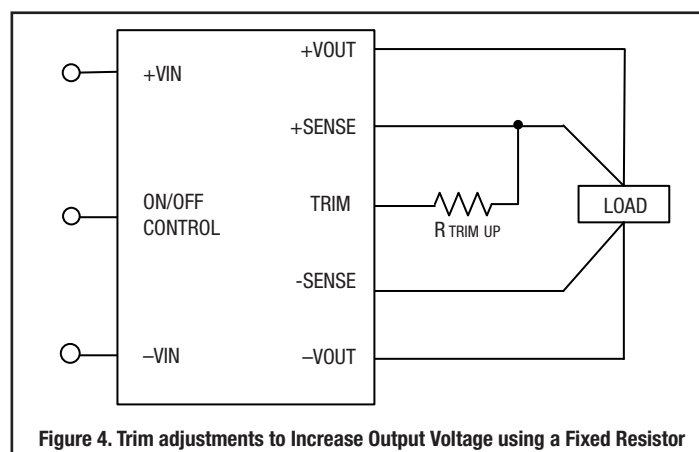 +VOUT
+VIN
+SENSE
ON/OFF
CONTROL
TRIM
R TRIM UP
LOAD
-SENSE
–VIN
–VOUT
Figure 4. Trim adjustments to Increase Output Voltage using a Fixed Resistor